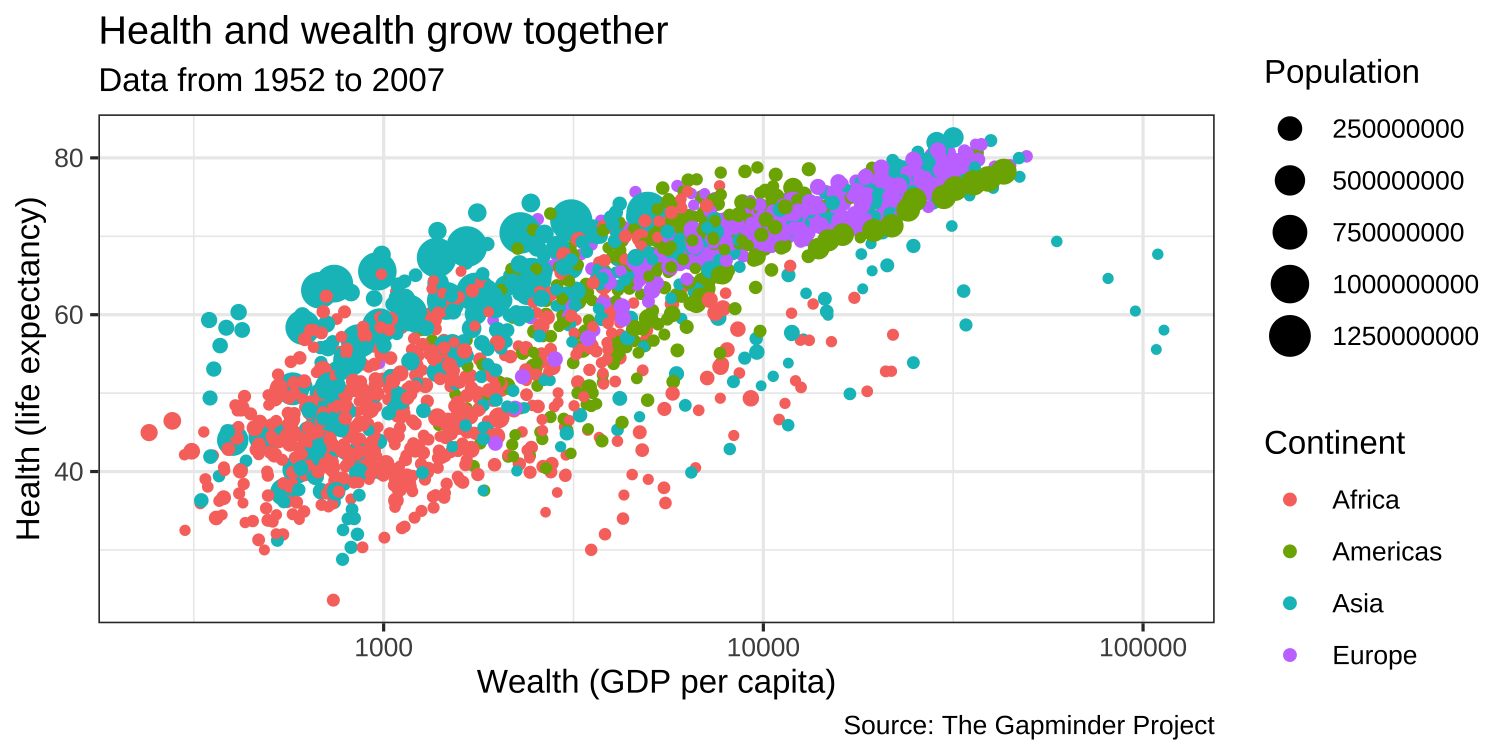 Health and wealth grow together
Data from 1952 to 2007
Health (life expectancy)
80
60
40
1000
10000
100000
Wealth (GDP per capita)
Source: The Gapminder Project
Population
250000000
500000000
750000000
1000000000
1250000000
Continent
Africa
Americas
Asia
Europe